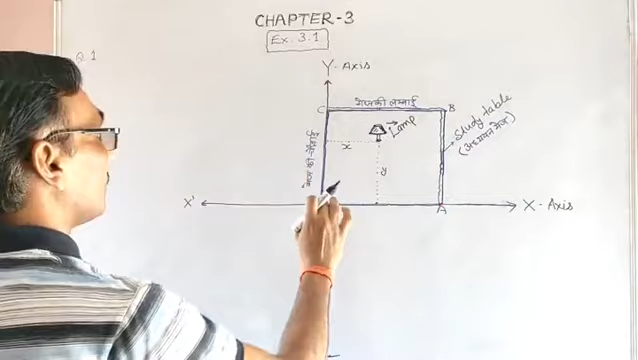 CHAPTER-3
Ex. 3.1
Q.1
Y-Axis
मेज की लम्बाई
C
B
Lamp
Study table
(अध्ययन मेज)
x
y
X'
A
X-Axis